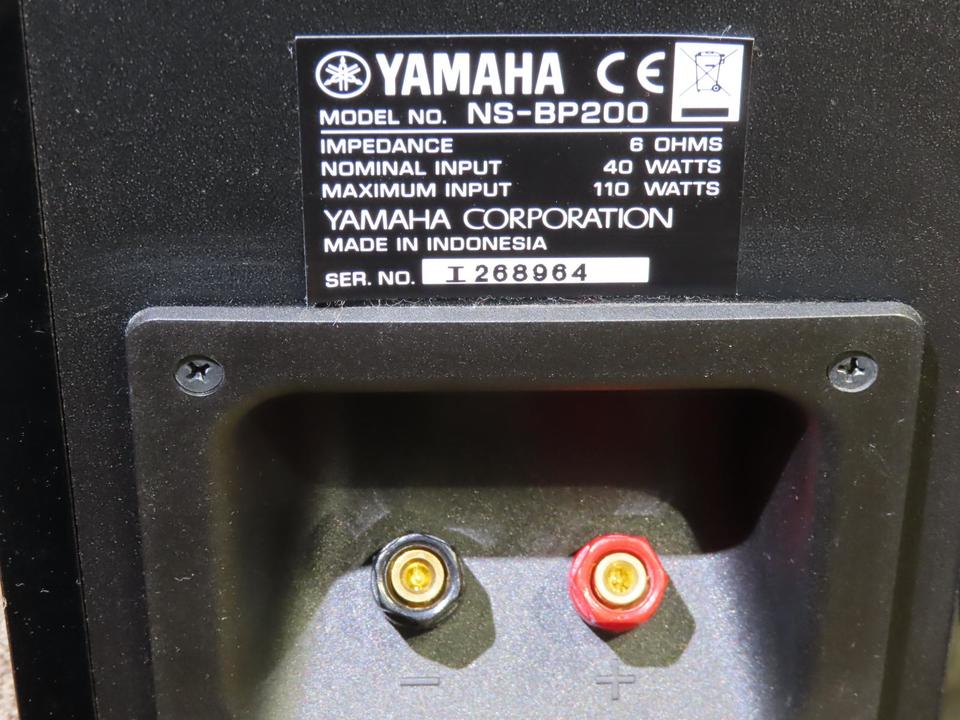 YAMAHA CE
MODEL NO. NS-BP200
IMPEDANCE 6 OHMS
NOMINAL INPUT 40 WATTS
MAXIMUM INPUT 110 WATTS
YAMAHA CORPORATION
MADE IN INDONESIA
SER. NO. I268964
− +